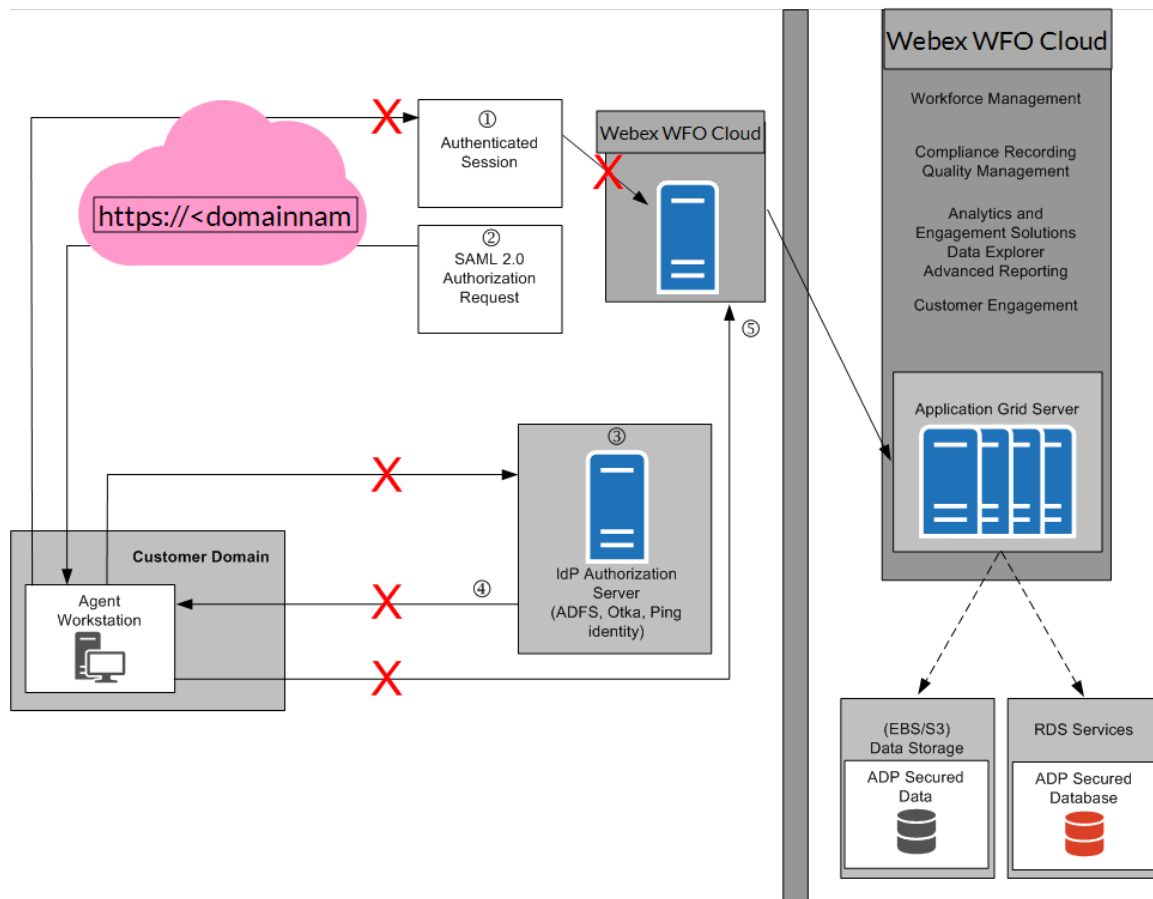 Webex WFO Cloud
Workforce Management
Compliance Recording
Quality Management
Analytics and
Engagement Solutions
Data Explorer
Advanced Reporting
Customer Engagement
Application Grid Server
①
Authenticated
Session
Webex WFO Cloud
https://<domainnam
②
SAML 2.0
Authorization
Request
⑤
③
IdP Authorization
Server
(ADFS, Otka, Ping
identity)
④
Customer Domain
Agent
Workstation
(EBS/S3)
Data Storage
ADP Secured
Data
RDS Services
ADP Secured
Database